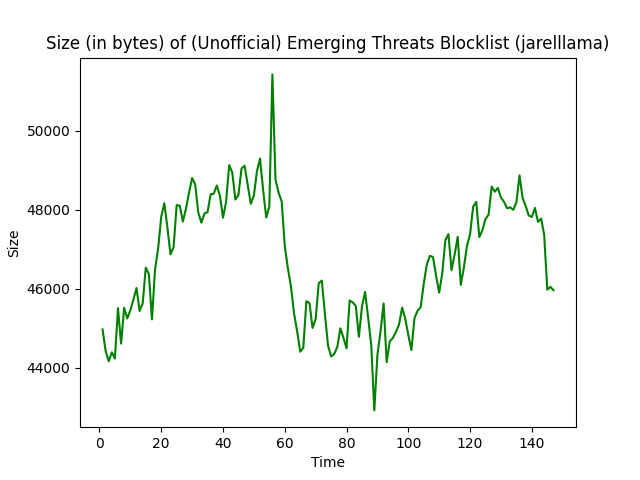 Size (in bytes) of (Unofficial) Emerging Threats Blocklist (jarelllama)
50000
48000
46000
44000
Size
0 20 40 60 80 100 120 140
Time